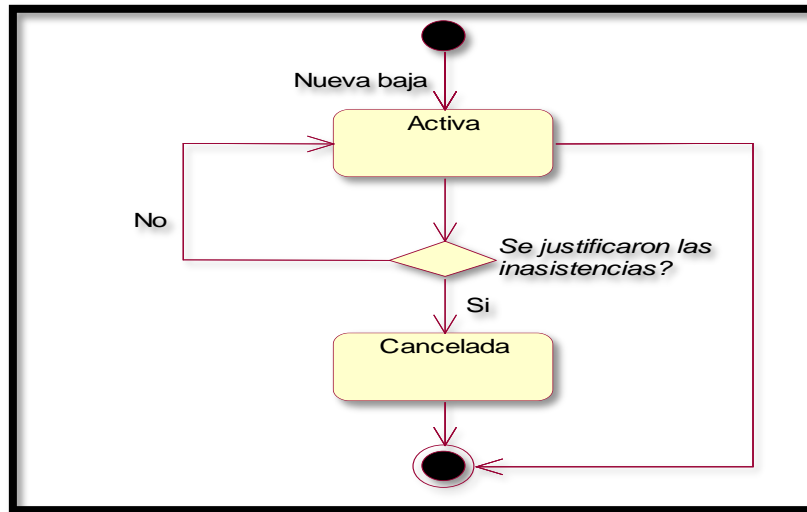 Nueva baja
Activa
No
Se justificaron las
inasistencias?
Si
Cancelada